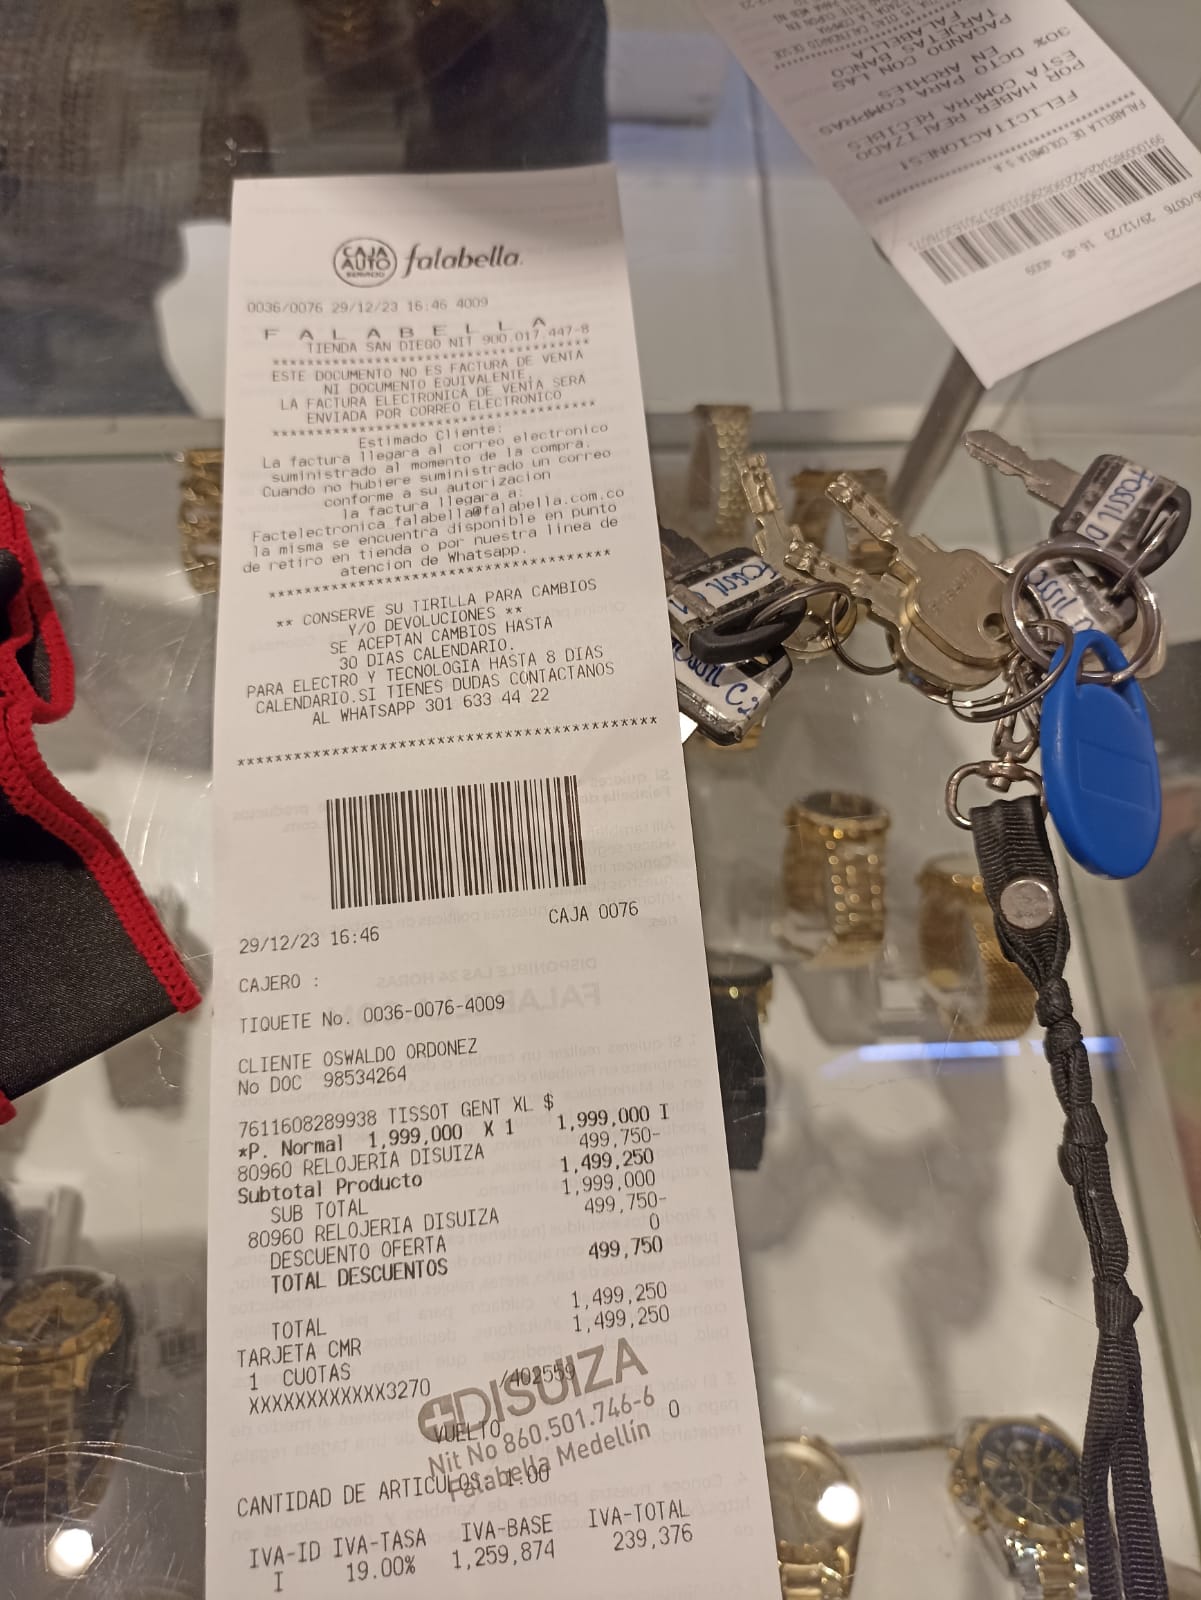 CAJA AUTO SERVICIO falabella.
0036/0076 29/12/23 16:46 4009
F A L A B E L L A
TIENDA SAN DIEGO NIT 900.017.447-8
****************************************
ESTE DOCUMENTO NO ES FACTURA DE VENTA
NI DOCUMENTO EQUIVALENTE.
LA FACTURA ELECTRONICA DE VENTA SERA
ENVIADA POR CORREO ELECTRONICO
****************************************
Estimado Cliente:
La factura llegara al correo electronico
suministrado al momento de la compra.
Cuando no hubiere suministrado un correo
conforme a su autorizacion
la factura llegara a:
Factelectronica_falabella@falabella.com.co
la misma se encuentra disponible en punto
de retiro en tienda o por nuestra linea de
atencion de Whatsapp.
****************************************
** CONSERVE SU TIRILLA PARA CAMBIOS
Y/O DEVOLUCIONES **
SE ACEPTAN CAMBIOS HASTA
30 DIAS CALENDARIO.
PARA ELECTRO Y TECNOLOGIA HASTA 8 DIAS
CALENDARIO.SI TIENES DUDAS CONTACTANOS
AL WHATSAPP 301 633 44 22
****************************************
29/12/23 16:46 CAJA 0076
CAJERO :
TIQUETE No. 0036-0076-4009
CLIENTE OSWALDO ORDONEZ
No DOC 98534264
7611608289938 TISSOT GENT XL $
*P. Normal 1,999,000 X 1 1,999,000 I
80960 RELOJERIA DISUIZA 499,750-
Subtotal Producto 1,499,250
SUB TOTAL 1,999,000
80960 RELOJERIA DISUIZA 499,750-
DESCUENTO OFERTA 0
TOTAL DESCUENTOS 499,750
TOTAL 1,499,250
TARJETA CMR 1,499,250
1 CUOTAS
XXXXXXXXXXXX3270 /402559
DISUIZA
VUELTO 0
Nit No 860.501.746-6
Falabella Medellín
CANTIDAD DE ARTICULOS: 1.00
IVA-ID IVA-TASA IVA-BASE IVA-TOTAL
I 19.00% 1,259,874 239,376
29/12/23 16:45 4009
FALABELLA DE COLOMBIA S.A.
FELICITACIONES!
POR HABER REALIZADO
ESTA COMPRA RECIBES
30% DCTO PARA COMPRAS
EN ARCHIES
PAGANDO CON LAS
TARJETAS BANCO
FALABELLA
FOSSIL